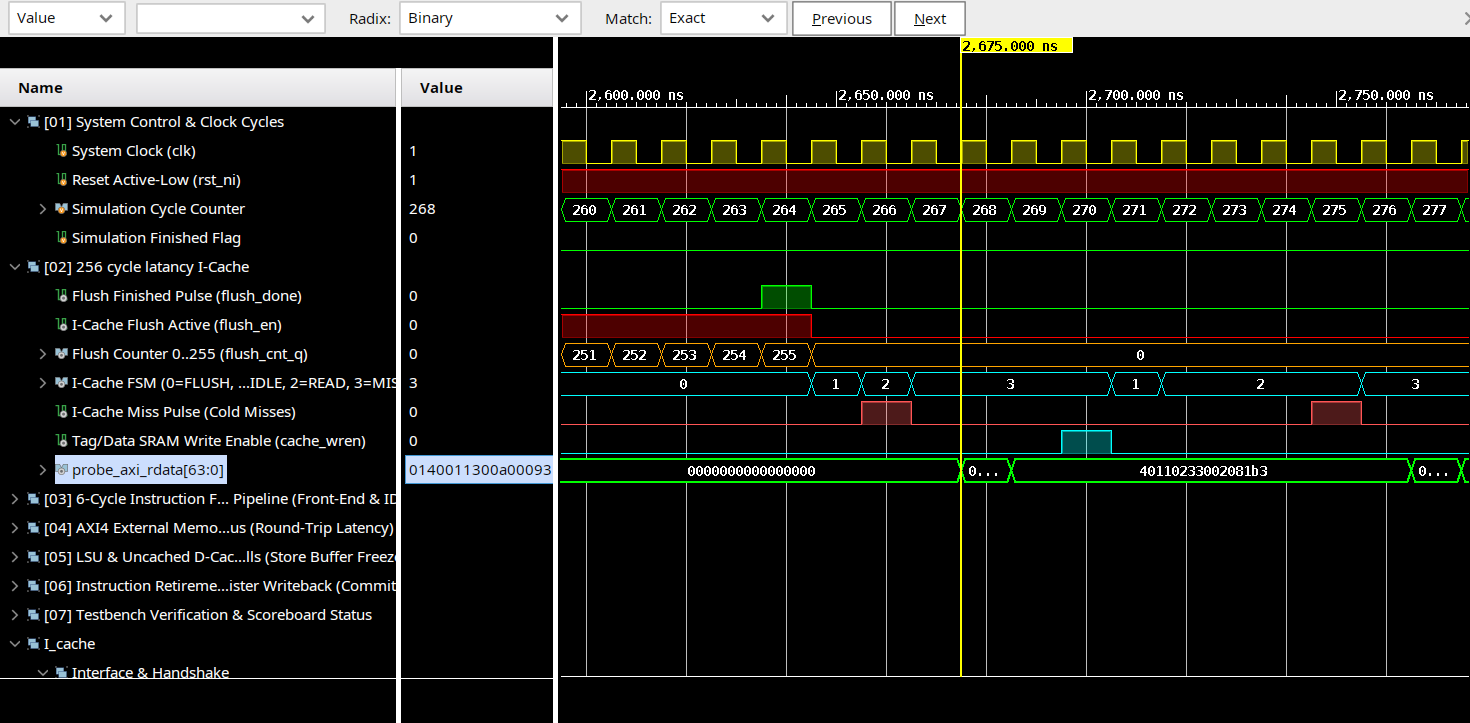 Value Radix: Binary Match: Exact Previous Next
2,675.000 ns
Name Value
2,600.000 ns 2,650.000 ns 2,700.000 ns 2,750.000 ns
[01] System Control & Clock Cycles
System Clock (clk) 1
Reset Active-Low (rst_ni) 1
Simulation Cycle Counter 268 260 261 262 263 264 265 266 267 268 269 270 271 272 273 274 275 276 277
Simulation Finished Flag 0
[02] 256 cycle latancy I-Cache
Flush Finished Pulse (flush_done) 0
I-Cache Flush Active (flush_en) 0
Flush Counter 0..255 (flush_cnt_q) 0 251 252 253 254 255 0
I-Cache FSM (0=FLUSH, ...IDLE, 2=READ, 3=MIS 3 0 1 2 3 1 2 3
I-Cache Miss Pulse (Cold Misses) 0
Tag/Data SRAM Write Enable (cache_wren) 0
probe_axi_rdata[63:0] 0140011300a00093 0000000000000000 0... 40110233002081b3 0...
[03] 6-Cycle Instruction F... Pipeline (Front-End & ID
[04] AXI4 External Memo...us (Round-Trip Latency)
[05] LSU & Uncached D-Cac...lls (Store Buffer Freeze
[06] Instruction Retireme...ister Writeback (Commit
[07] Testbench Verification & Scoreboard Status
I_cache
Interface & Handshake